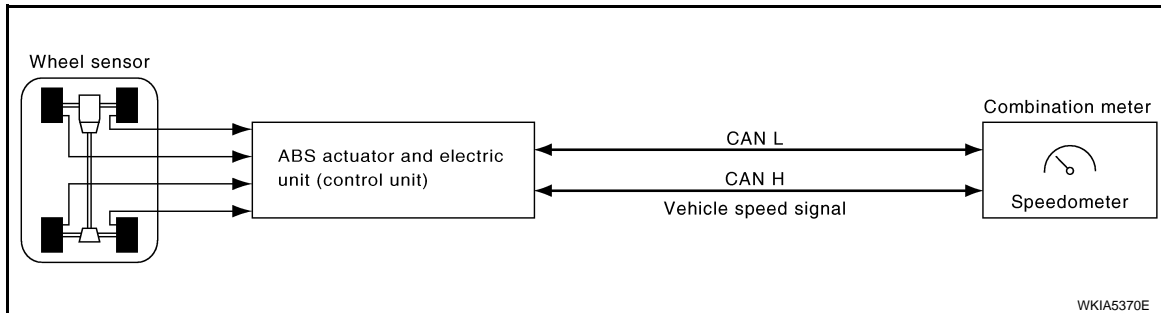 Wheel sensor
ABS actuator and electric
unit (control unit)
CAN L
CAN H
Vehicle speed signal
Combination meter
Speedometer
WKIA5370E